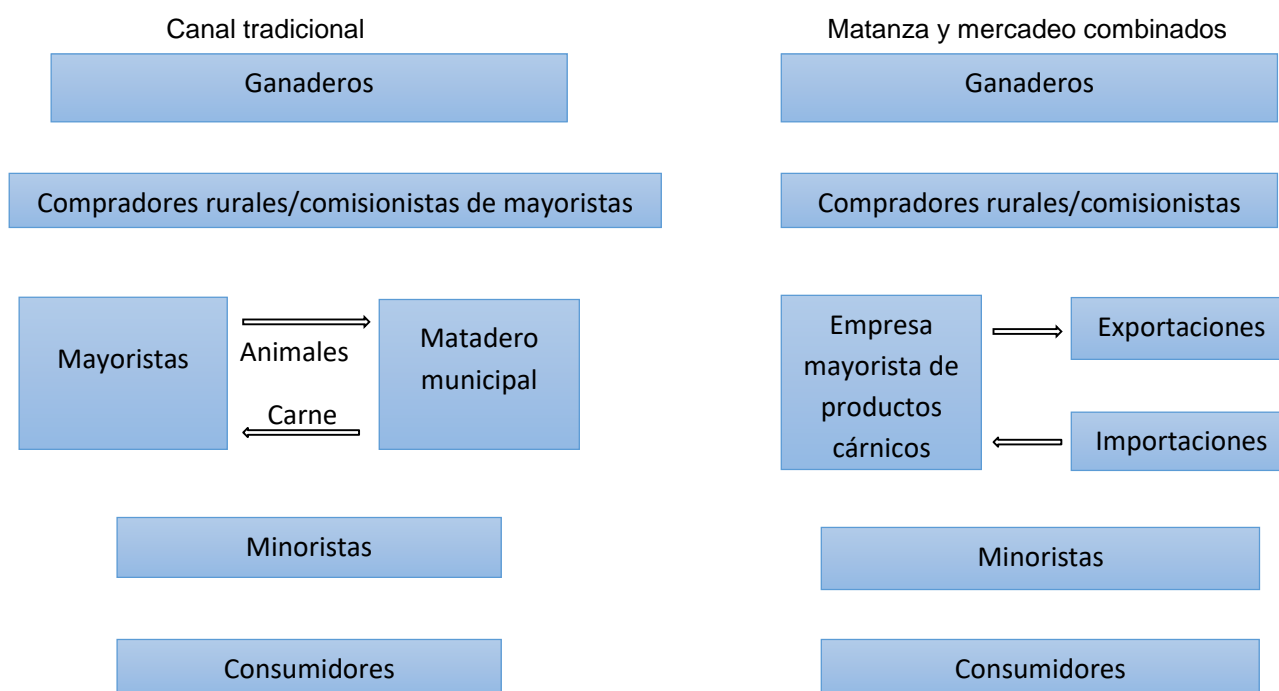 Canal tradicional
Ganaderos
Compradores rurales/comisionistas de mayoristas
Mayoristas
Animales
Carne
Matadero
municipal
Minoristas
Consumidores
Matanza y mercadeo combinados
Ganaderos
Compradores rurales/comisionistas
Empresa
mayorista de
productos
cárnicos
Exportaciones
Importaciones
Minoristas
Consumidores